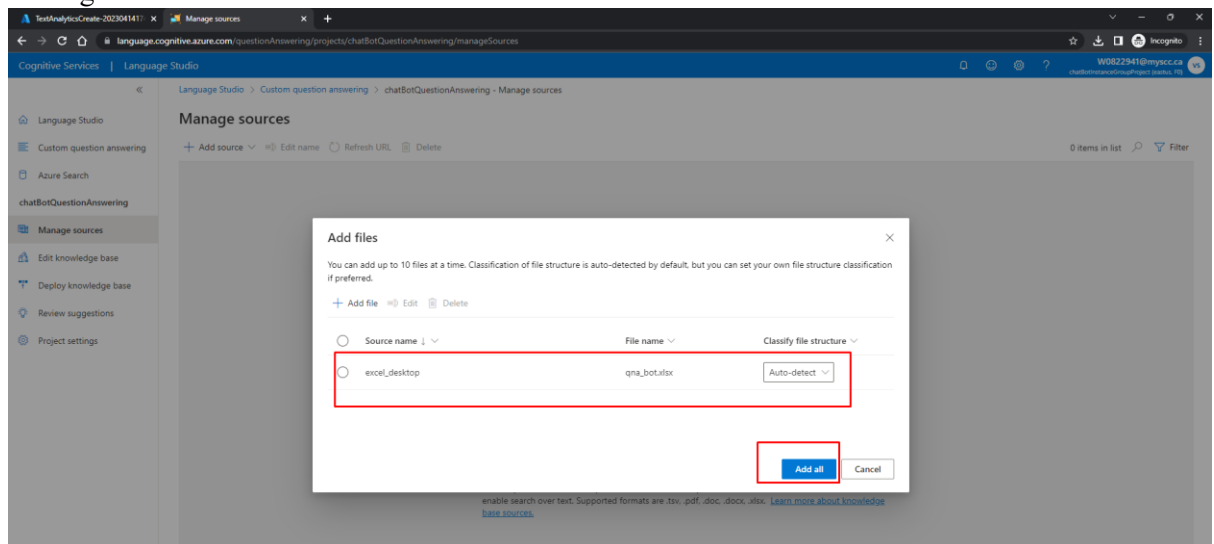 TextAnalyticsCreate-2023041417
Manage sources
language.cognitive.azure.com/questionAnswering/projects/chatBotQuestionAnswering/manageSources
Incognito
Cognitive Services | Language Studio
W0822941@myscc.ca
chatBotInstanceGroupProject (eastus, F0)
VS
Language Studio > Custom question answering > chatBotQuestionAnswering - Manage sources
Language Studio
Custom question answering
Azure Search
chatBotQuestionAnswering
Manage sources
Edit knowledge base
Deploy knowledge base
Review suggestions
Project settings
Manage sources
Add source
Edit name
Refresh URL
Delete
0 items in list
Filter
Add files
You can add up to 10 files at a time. Classification of file structure is auto-detected by default, but you can set your own file structure classification
if preferred.
Add file
Edit
Delete
Source name ↓
File name
Classify file structure
excel_desktop
qna_bot.xlsx
Auto-detect
Add all
Cancel
enable search over text. Supported formats are .tsv, .pdf, .doc, .docx, .xlsx. Learn more about knowledge
base sources.